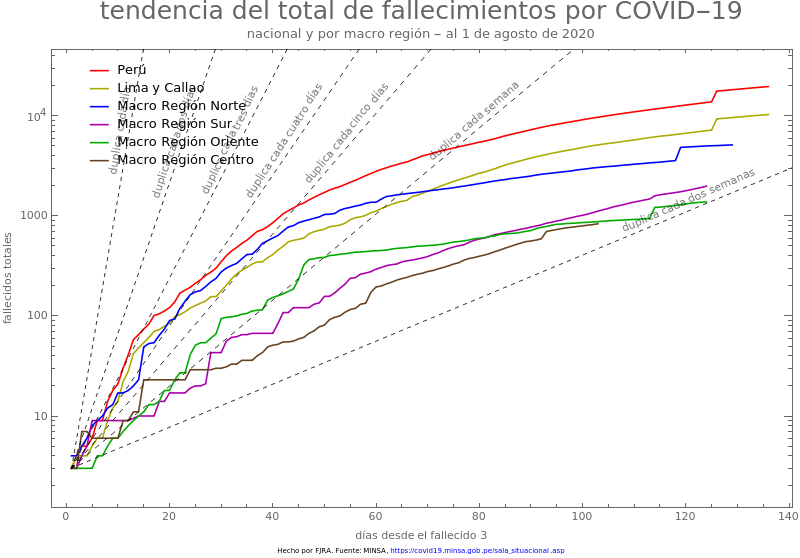 tendencia del total de fallecimientos por COVID−19
nacional y por macro región − al 1 de agosto de 2020
Perú
Lima y Callao
Macro Región Norte
Macro Región Sur
Macro Región Oriente
Macro Región Centro
duplica cada tres días
duplica cada cuatro días
duplica cada cinco días
duplica cada semana
duplica cada dos semanas
fallecidos totales
10^4
1000
100
10
0 20 40 60 80 100 120 140
días desde el fallecido 3
Hecho por FJRA. Fuente: MINSA, https://covid19.minsa.gob.pe/sala_situacional.asp